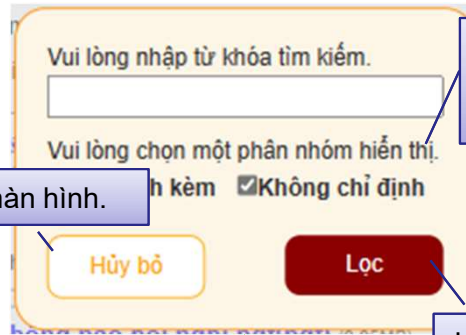 Vui lòng nhập từ khóa tìm kiếm.
Vui lòng chọn một phân nhóm hiển thị.
kèm Không chỉ định
màn hình.
Hủy bỏ
Lọc